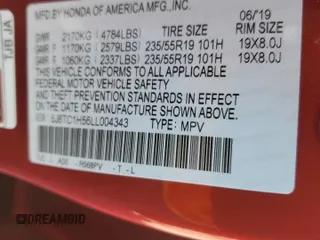 MFD.BY HONDA OF AMERICA MFG.,INC. 06/19
TIRE SIZE RIM SIZE
GVWR 2170KG ( 4784LBS)
GAWR F 1170KG ( 2579LBS) 235/55R19 101H 19X8.0J
GAWR R 1060KG ( 2337LBS) 235/55R19 101H 19X8.0J
THIS VEHICLE CONFORMS TO ALL APPLICABLE
FEDERAL MOTOR VEHICLE SAFETY AND THEFT
PREVENTION STANDARDS IN EFFECT ON THE DATE
OF MANUFACTURE SHOWN ABOVE.
TYPE: MPV
R568PV - T - L
TJB JA
© DREAMBID